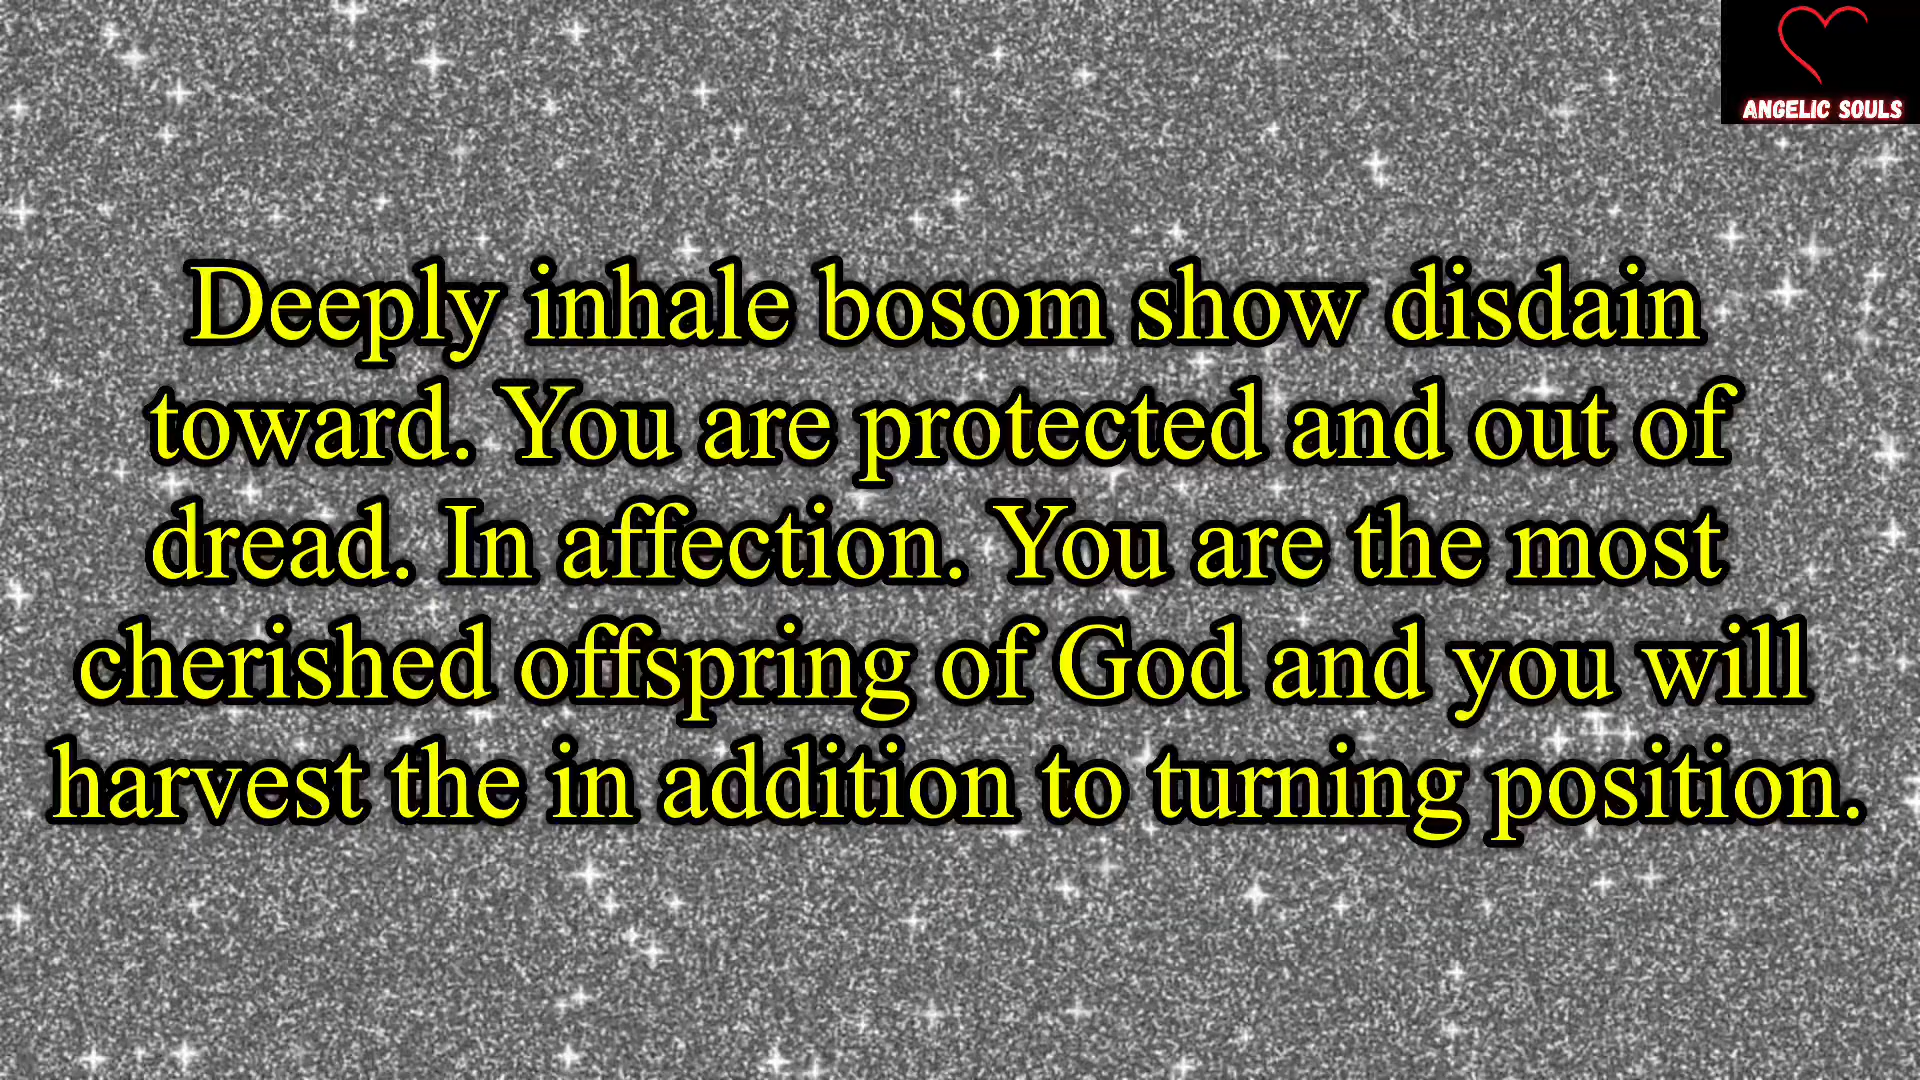 ANGELIC SOULS
Deeply inhale bosom show disdain
toward. You are protected and out of
dread. In affection. You are the most
cherished offspring of God and you will
harvest the in addition to turning position.